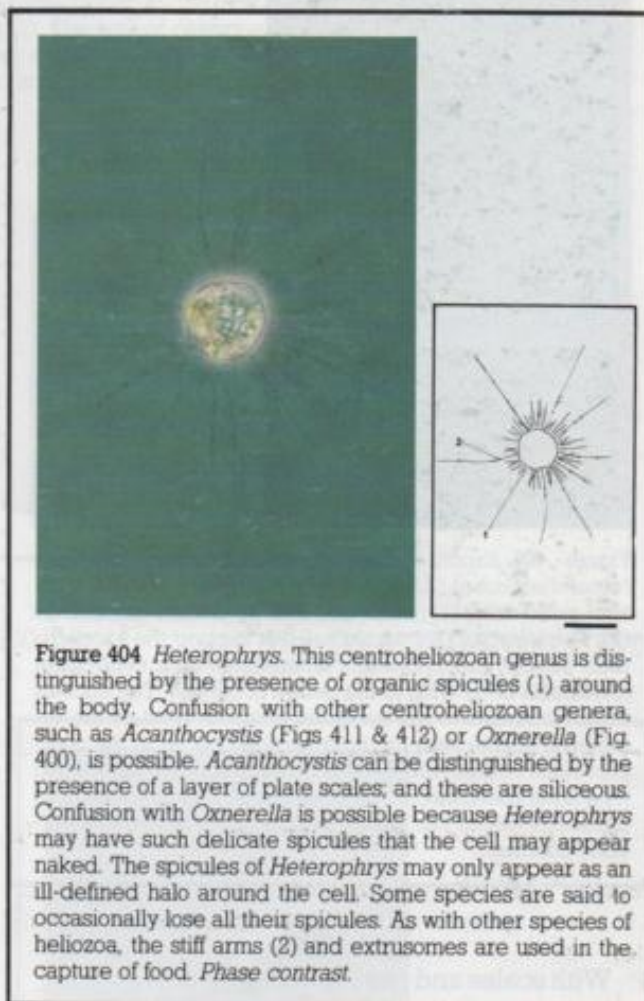 2
1
Figure 404 Heterophrys. This centroheliozoan genus is dis-
tinguished by the presence of organic spicules (1) around
the body. Confusion with other centroheliozoan genera,
such as Acanthocystis (Figs 411 & 412) or Oxnerella (Fig.
400), is possible. Acanthocystis can be distinguished by the
presence of a layer of plate scales; and these are siliceous.
Confusion with Oxnerella is possible because Heterophrys
may have such delicate spicules that the cell may appear
naked. The spicules of Heterophrys may only appear as an
ill-defined halo around the cell. Some species are said to
occasionally lose all their spicules. As with other species of
heliozoa, the stiff arms (2) and extrusomes are used in the
capture of food. Phase contrast.